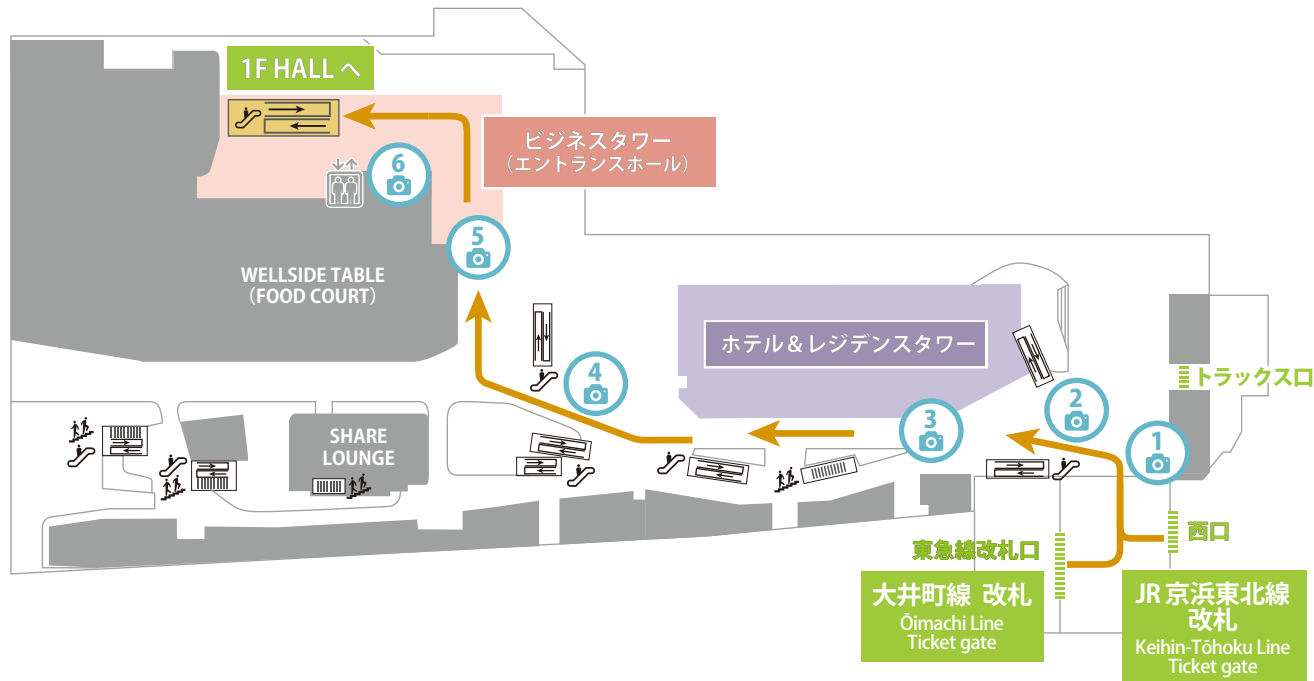 1F HALL へ
ビジネスタワー
(エントランスホール)
6
5
WELLSIDE TABLE
(FOOD COURT)
ホテル&レジデンスタワー
4
トラックス口
2
3
1
SHARE
LOUNGE
西口
東急線改札口
大井町線 改札
Ōimachi Line
Ticket gate
JR 京浜東北線
改札
Keihin-Tōhoku Line
Ticket gate